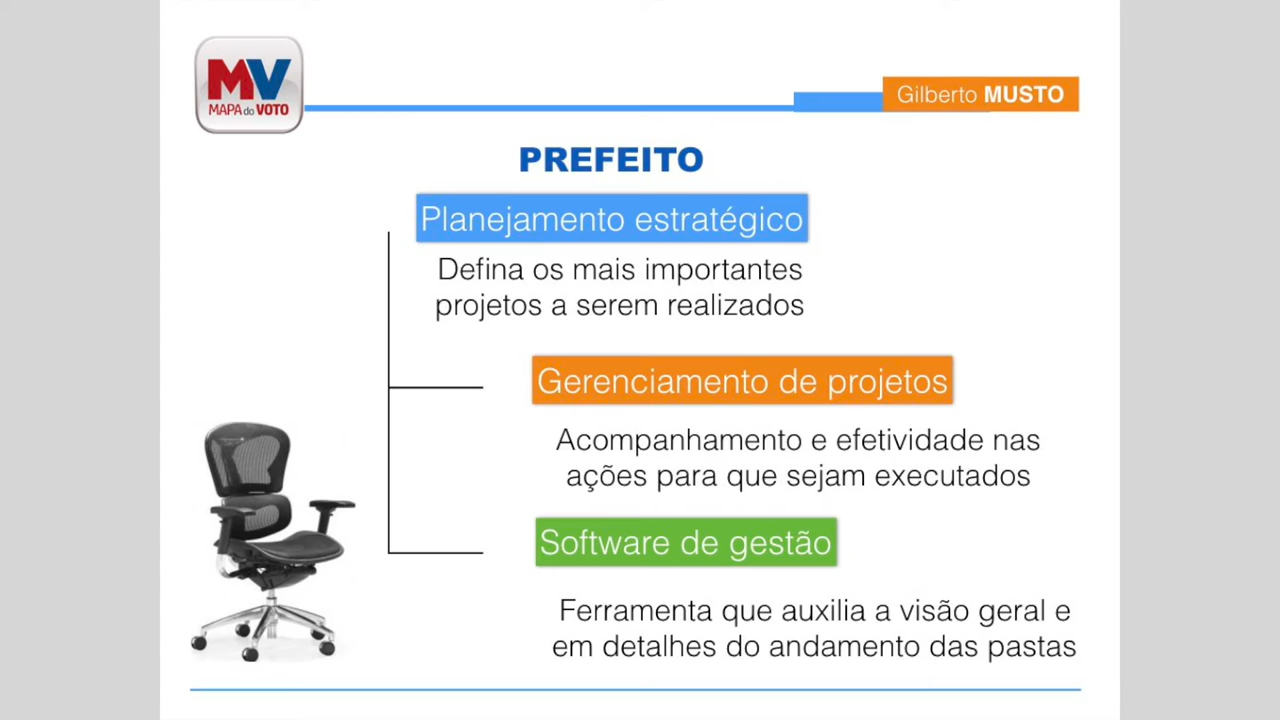 MV
MAPA do VOTO
Gilberto MUSTO
PREFEITO
Planejamento estratégico
Defina os mais importantes
projetos a serem realizados
Gerenciamento de projetos
Acompanhamento e efetividade nas
ações para que sejam executados
Software de gestão
Ferramenta que auxilia a visão geral e
em detalhes do andamento das pastas